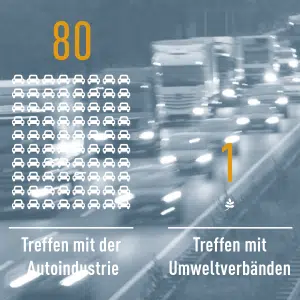 80
1
Treffen mit der
Autoindustrie
Treffen mit
Umweltverbänden